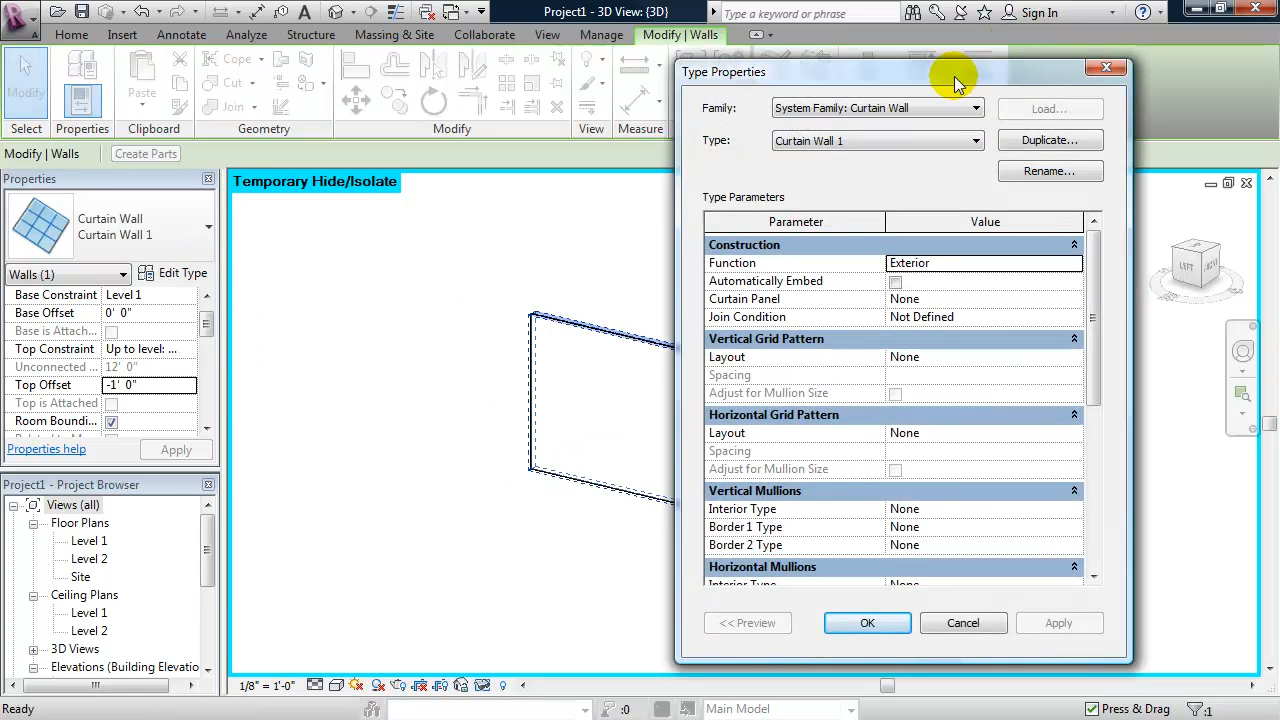 Project1 - 3D View: {3D}
Type a keyword or phrase
Sign In
Home Insert Annotate Analyze Structure Massing & Site Collaborate View Manage Modify | Walls
Modify
Paste
Cope
Cut
Join
Select Properties Clipboard Geometry Modify View Measure
Modify | Walls Create Parts
Properties
Curtain Wall
Curtain Wall 1
Walls (1) Edit Type
Base Constraint Level 1
Base Offset 0' 0"
Base is Attach...
Top Constraint Up to level: ...
Unconnected ... 12' 0"
Top Offset -1' 0"
Top is Attached
Room Boundi...
Properties help Apply
Project1 - Project Browser
Views (all)
Floor Plans
Level 1
Level 2
Site
Ceiling Plans
Level 1
Level 2
3D Views
Elevations (Building Elevatio
Temporary Hide/Isolate
LEFT
Type Properties
Family: System Family: Curtain Wall Load...
Type: Curtain Wall 1 Duplicate...
Rename...
Type Parameters
Parameter Value
Construction
Function Exterior
Automatically Embed
Curtain Panel None
Join Condition Not Defined
Vertical Grid Pattern
Layout None
Spacing
Adjust for Mullion Size
Horizontal Grid Pattern
Layout None
Spacing
Adjust for Mullion Size
Vertical Mullions
Interior Type None
Border 1 Type None
Border 2 Type None
Horizontal Mullions
Interior Type None
<< Preview OK Cancel Apply
1/8" = 1'-0"
Ready
:0
Main Model
Press & Drag
:1